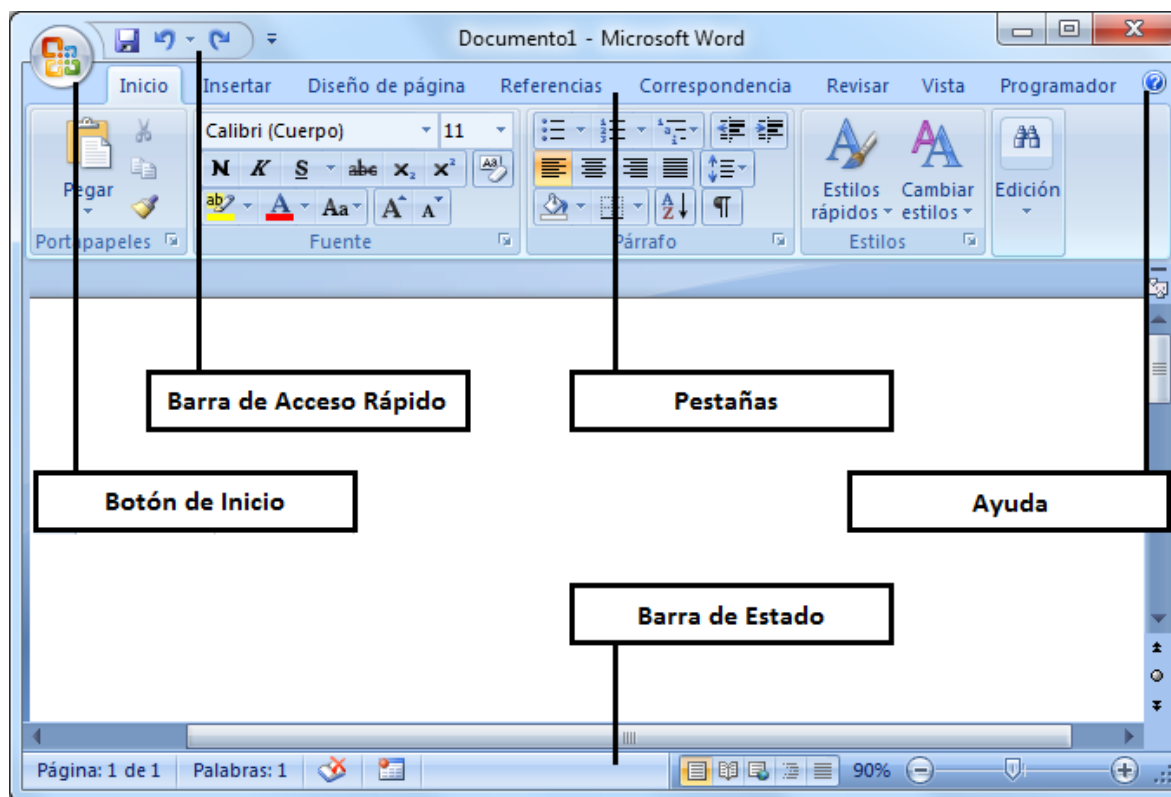 Documento1 - Microsoft Word
Inicio Insertar Diseño de página Referencias Correspondencia Revisar Vista Programador
Calibri (Cuerpo) 11
N K S abc x₂ x² Aa
ab A Aa A A
Pegar
Estilos rápidos
Cambiar estilos
Edición
Portapapeles Fuente Párrafo Estilos
Barra de Acceso Rápido
Pestañas
Botón de Inicio
Ayuda
Barra de Estado
Página: 1 de 1 Palabras: 1 90%